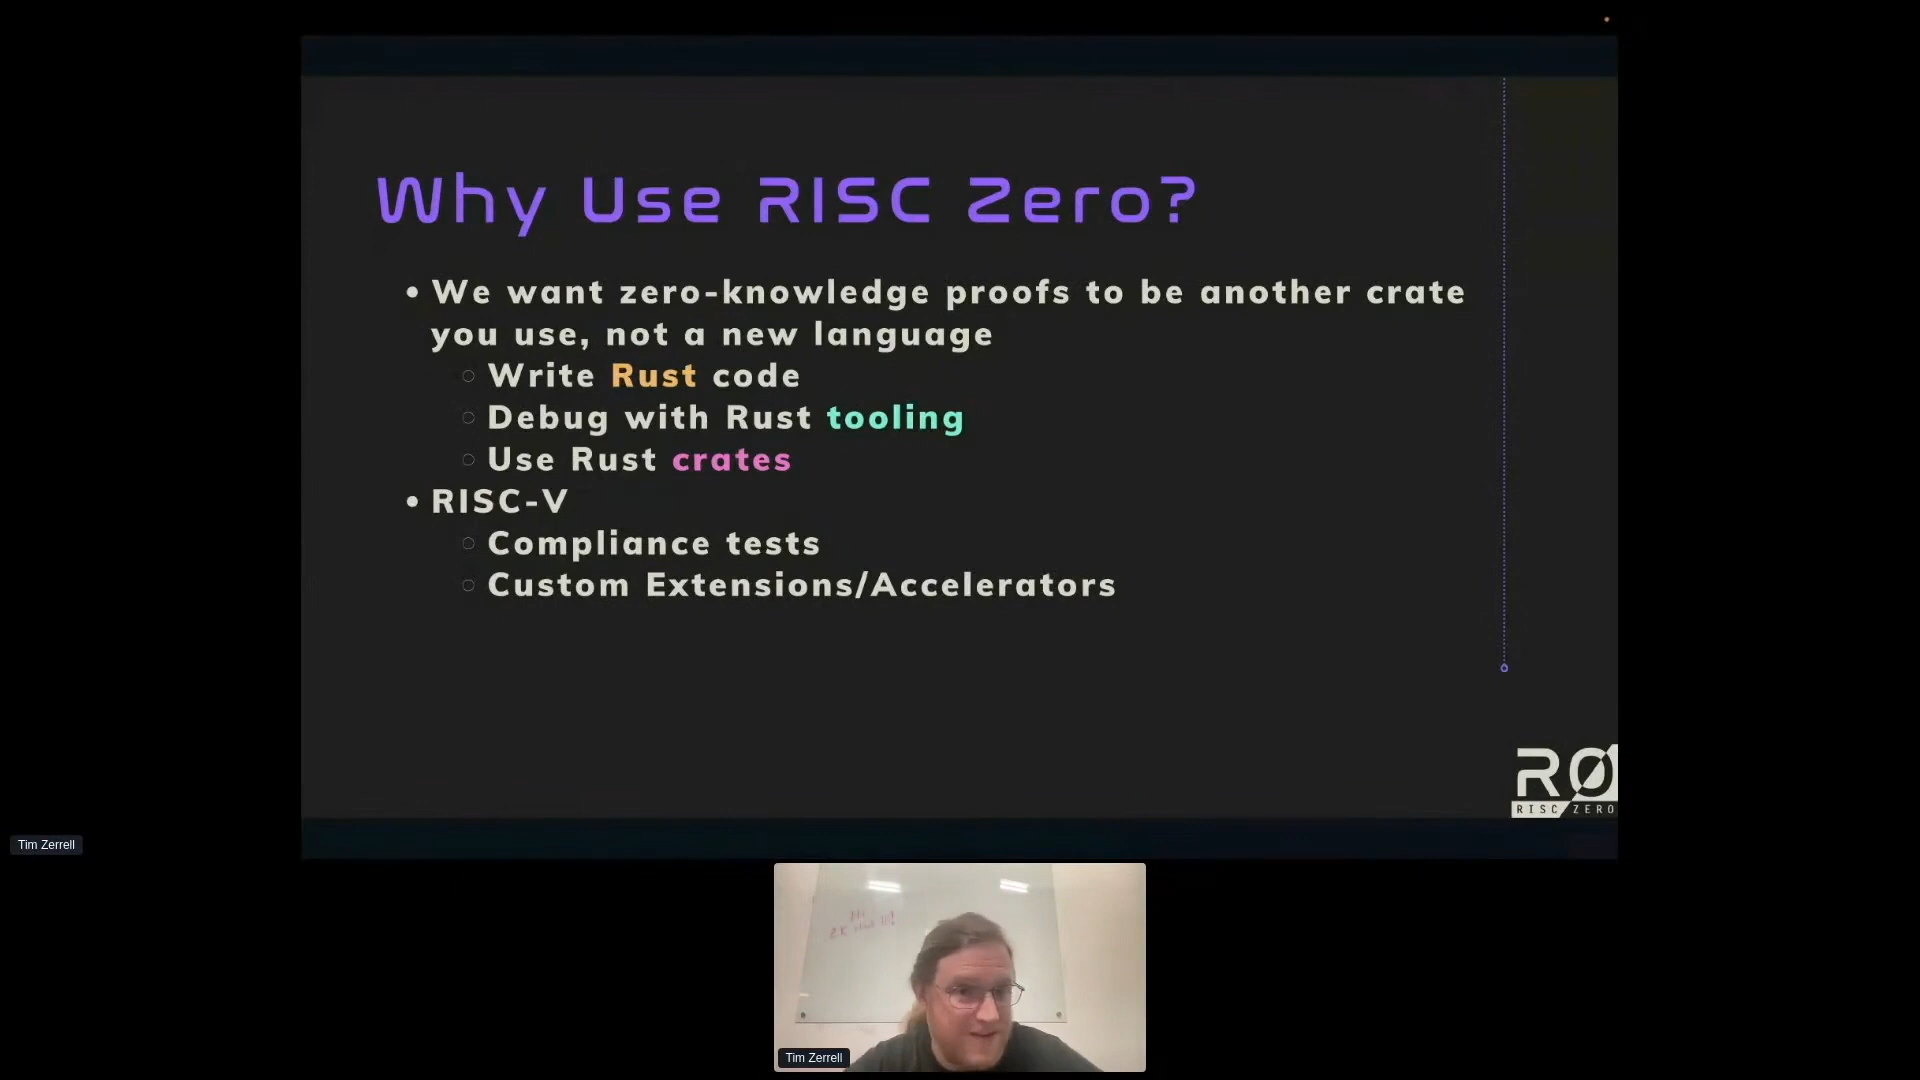 Why Use RISC Zero?
• We want zero-knowledge proofs to be another crate
you use, not a new language
○ Write Rust code
○ Debug with Rust tooling
○ Use Rust crates
• RISC-V
○ Compliance tests
○ Custom Extensions/Accelerators
RØ
RISC ZERO
Tim Zerrell
Hi
Tim Zerrell